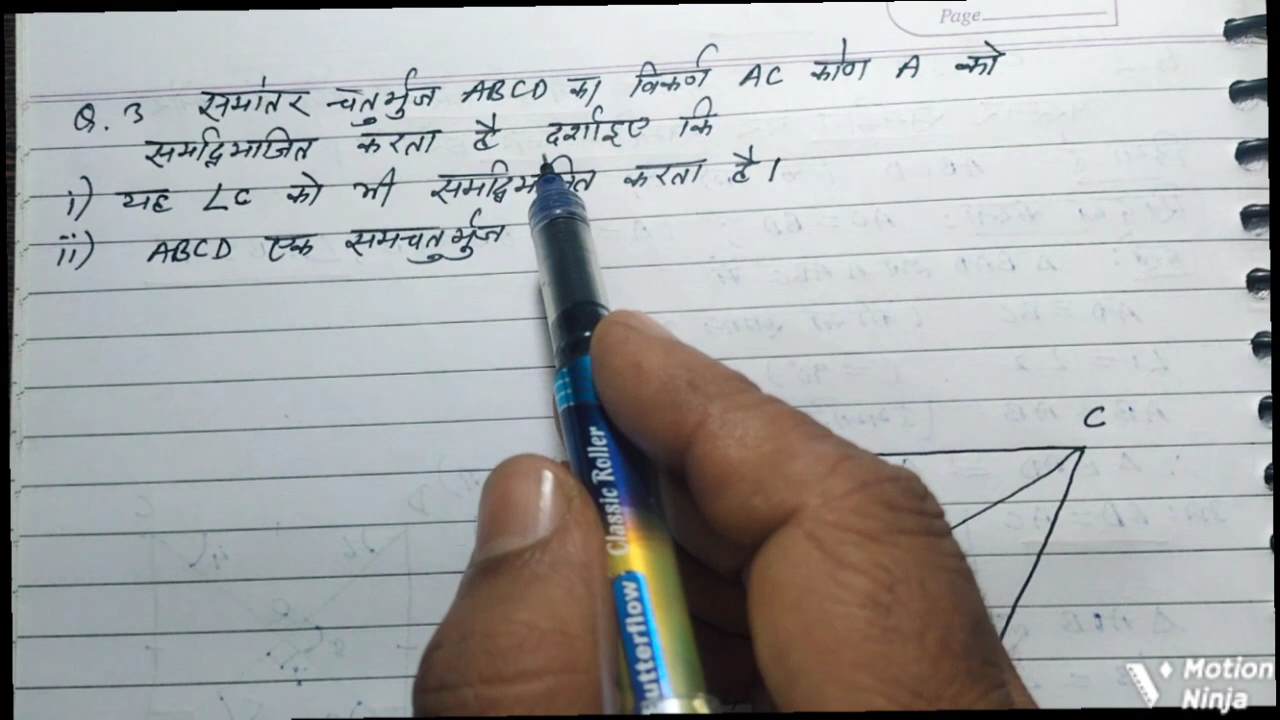 Page
Q. 3 समांतर चतुर्भुज ABCD का विकर्ण AC कोण A को
समद्विभाजित करता है दर्शाइए कि
i) यह ∠C को भी समद्विभाजित करता है।
ii) ABCD एक समचतुर्भुज
C
Classic Roller
Butterflow
Motion
Ninja